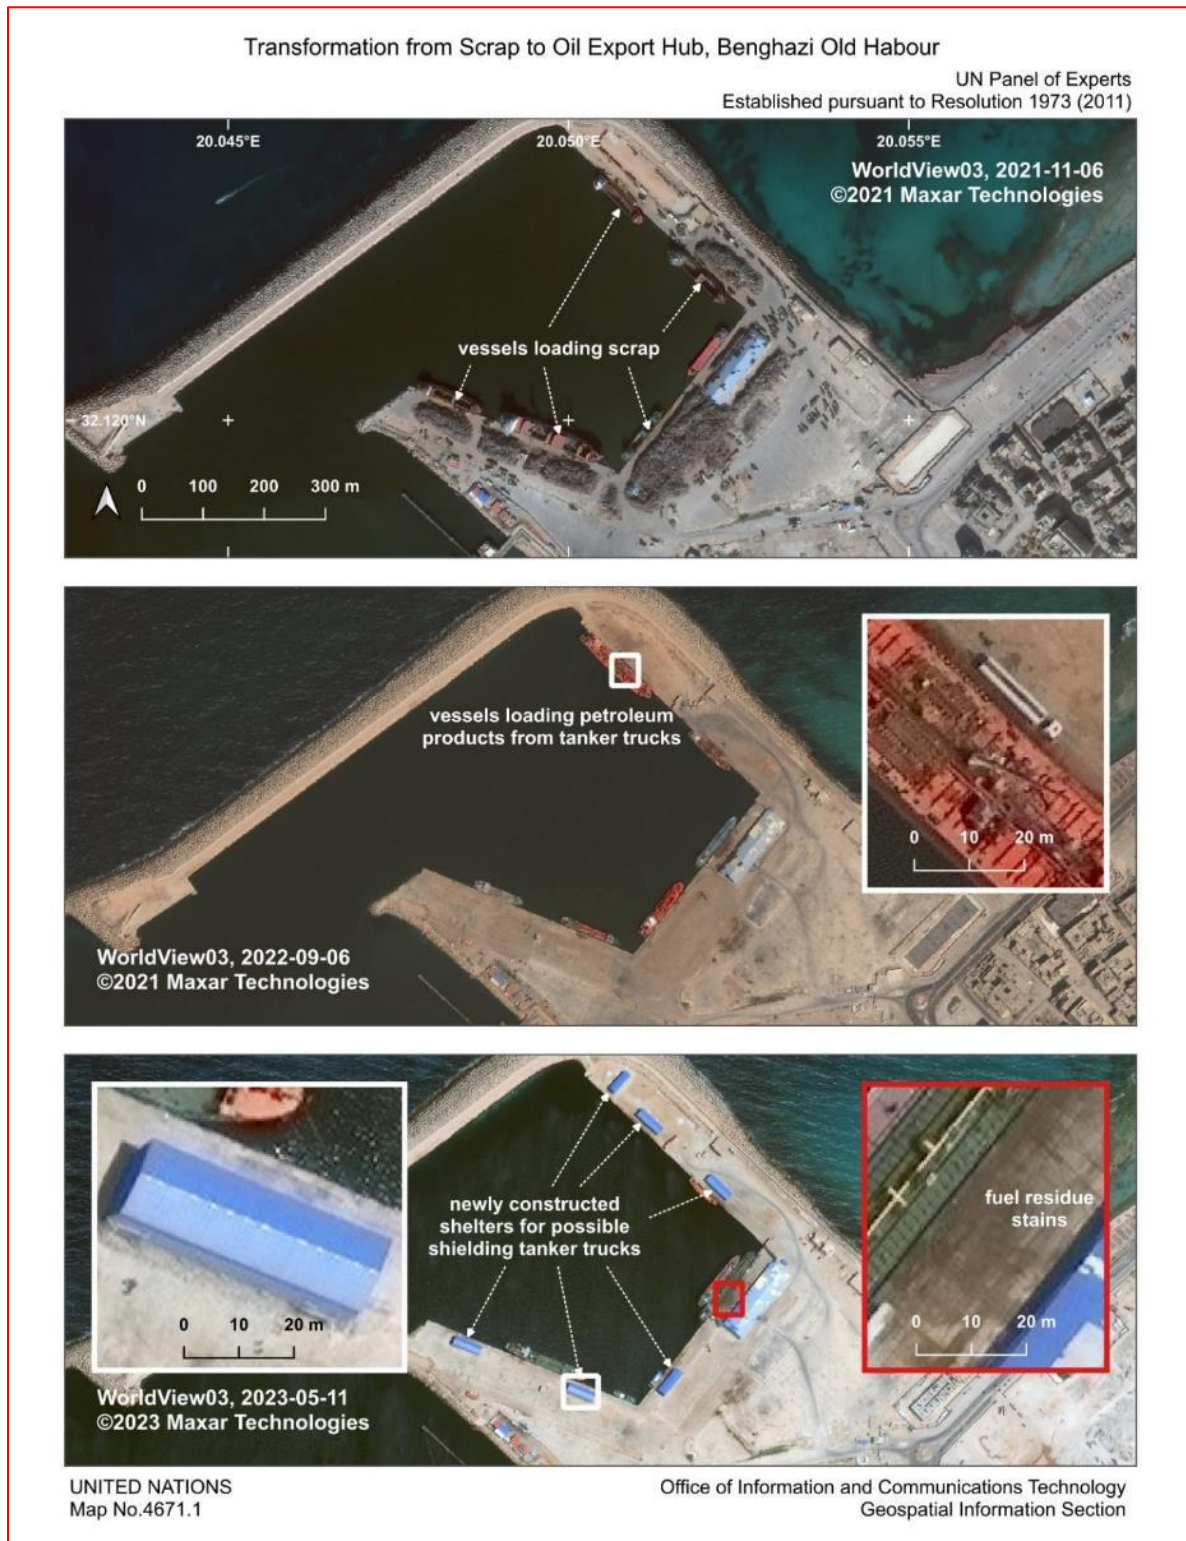 Transformation from Scrap to Oil Export Hub, Benghazi Old Habour
UN Panel of Experts
Established pursuant to Resolution 1973 (2011)
20.045°E
20.050°E
20.055°E
WorldView03, 2021-11-06
©2021 Maxar Technologies
vessels loading scrap
32.120°N
0 100 200 300 m
vessels loading petroleum
products from tanker trucks
0 10 20 m
WorldView03, 2022-09-06
©2021 Maxar Technologies
newly constructed
shelters for possible
shielding tanker trucks
fuel residue
stains
0 10 20 m
0 10 20 m
WorldView03, 2023-05-11
©2023 Maxar Technologies
UNITED NATIONS
Map No.4671.1
Office of Information and Communications Technology
Geospatial Information Section